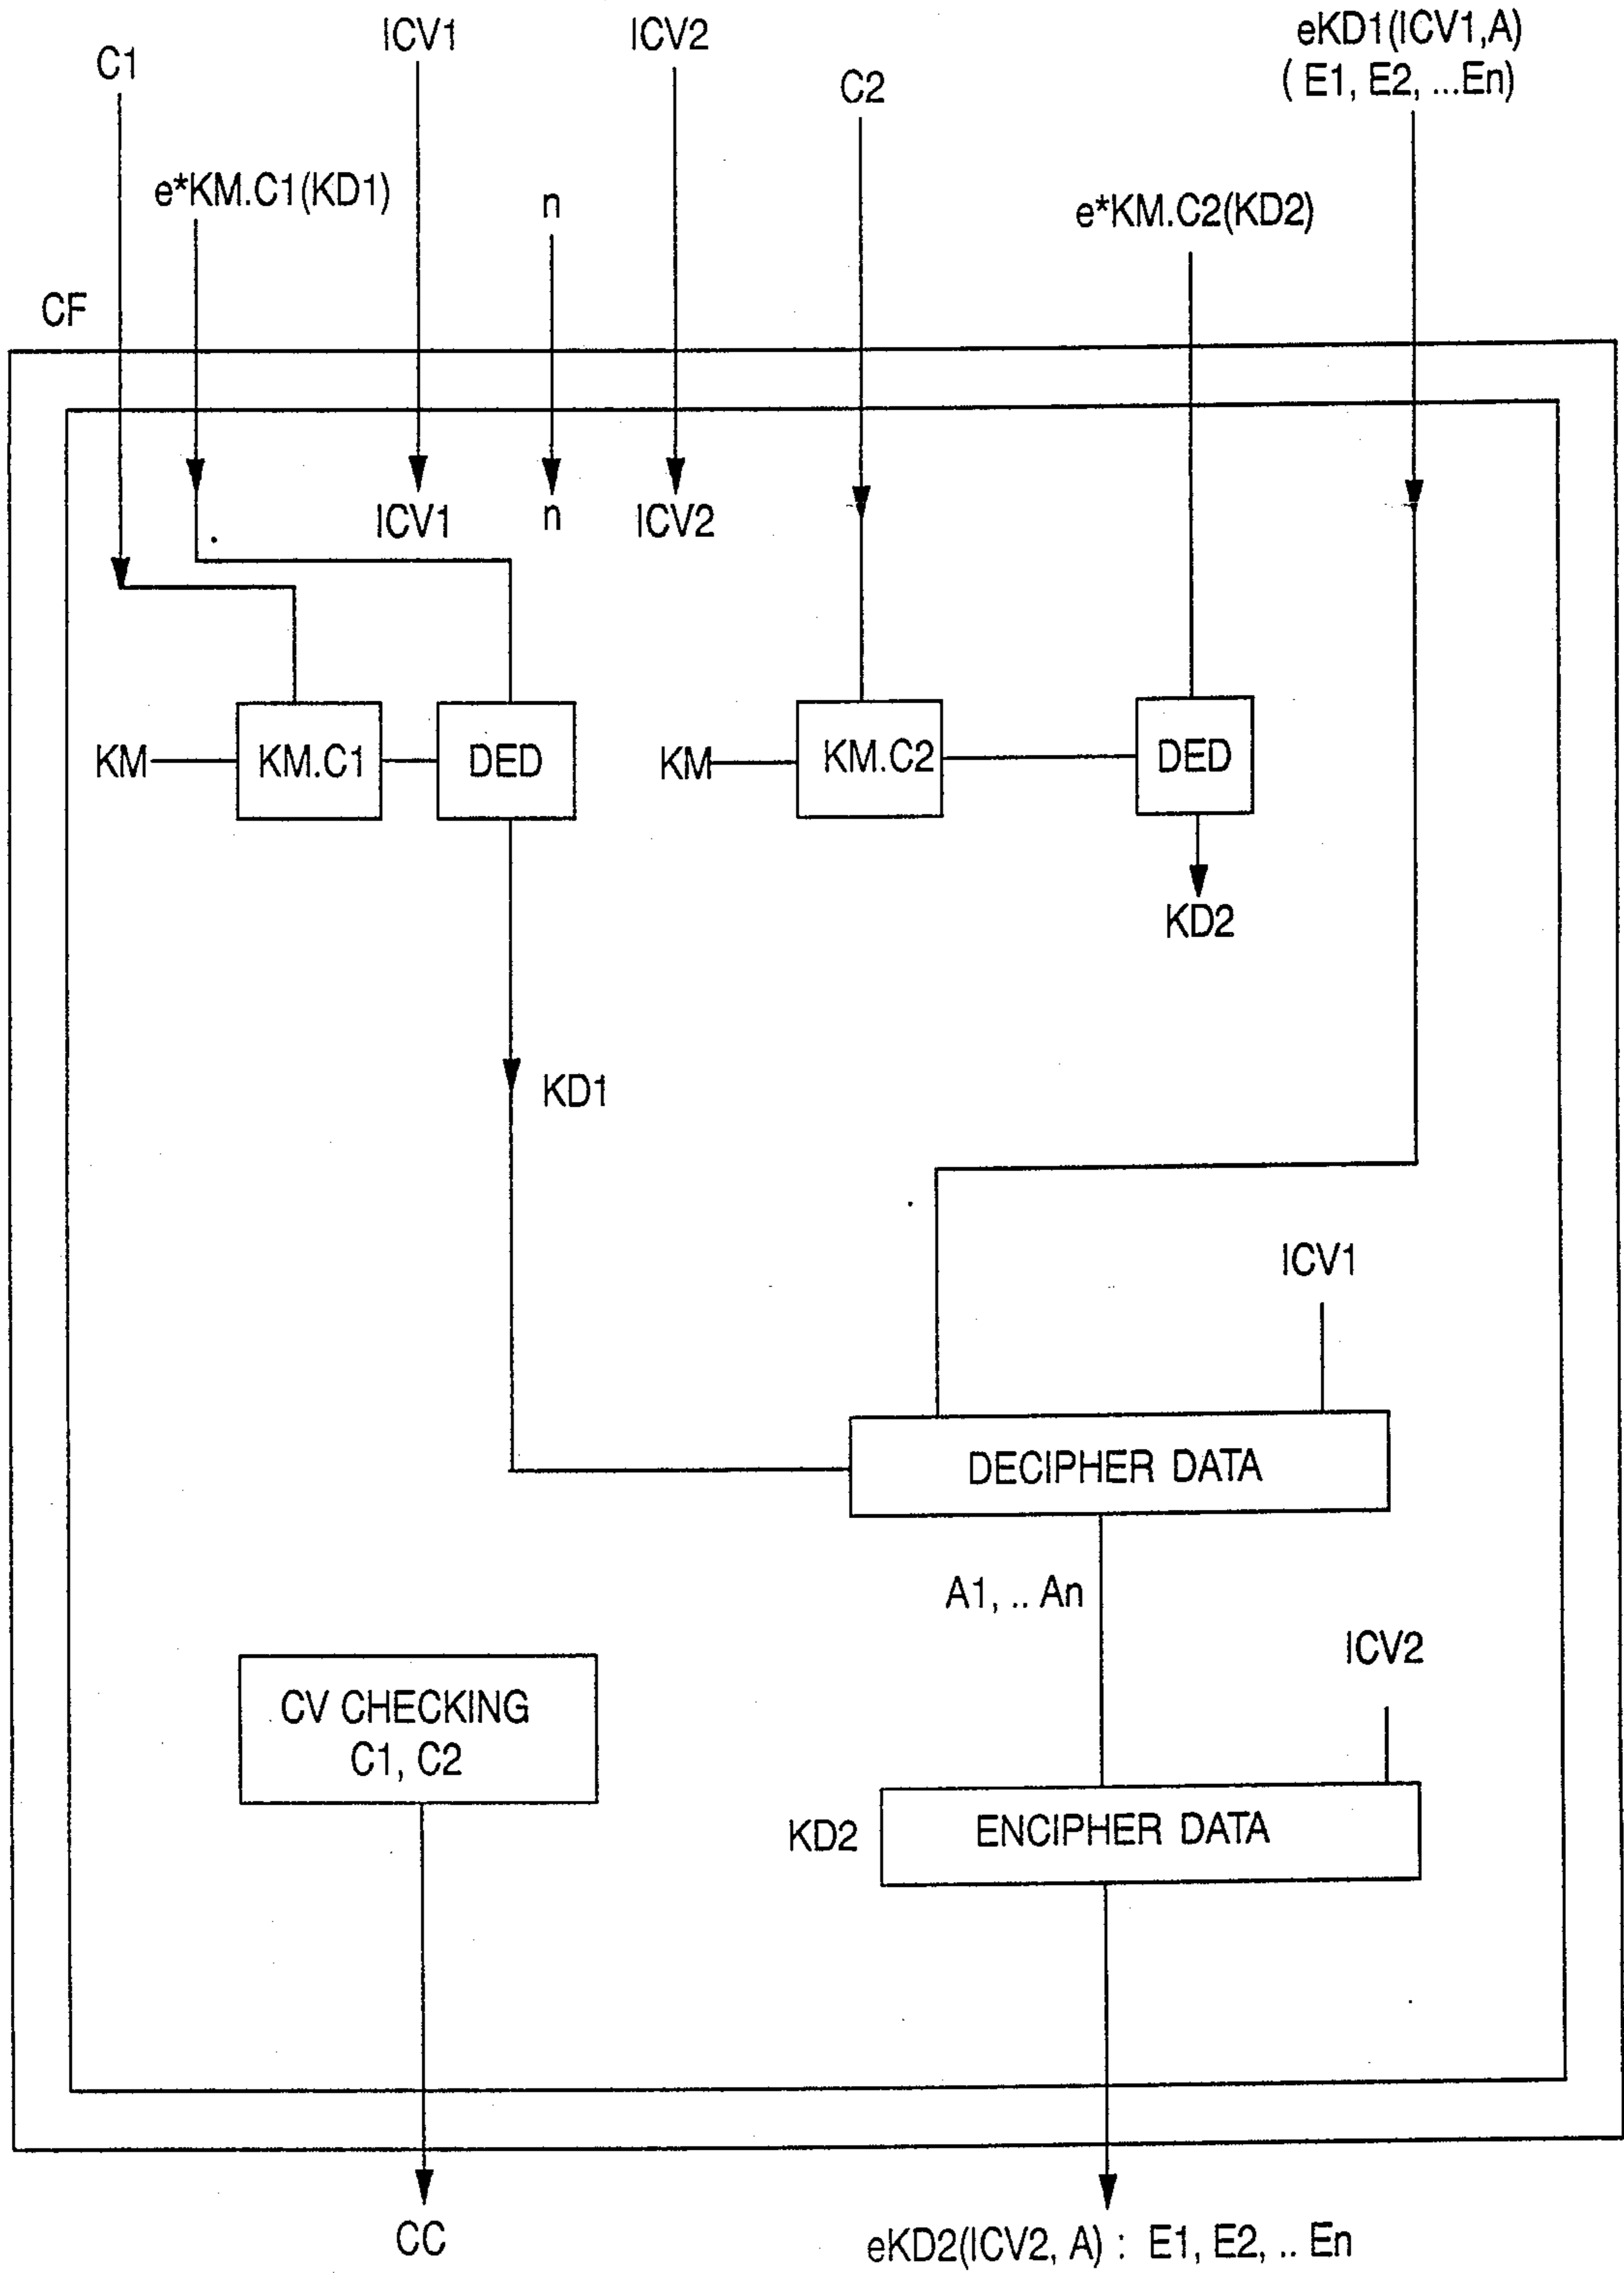 C1
ICV1
ICV2
C2
eKD1(ICV1,A)
( E1, E2, ...En)
e*KM.C1(KD1)
n
e*KM.C2(KD2)
CF
ICV1
n
ICV2
KM
KM.C1
DED
KM
KM.C2
DED
KD2
KD1
ICV1
DECIPHER DATA
A1, .. An
ICV2
CV CHECKING
C1, C2
KD2
ENCIPHER DATA
CC
eKD2(ICV2, A) : E1, E2, .. En